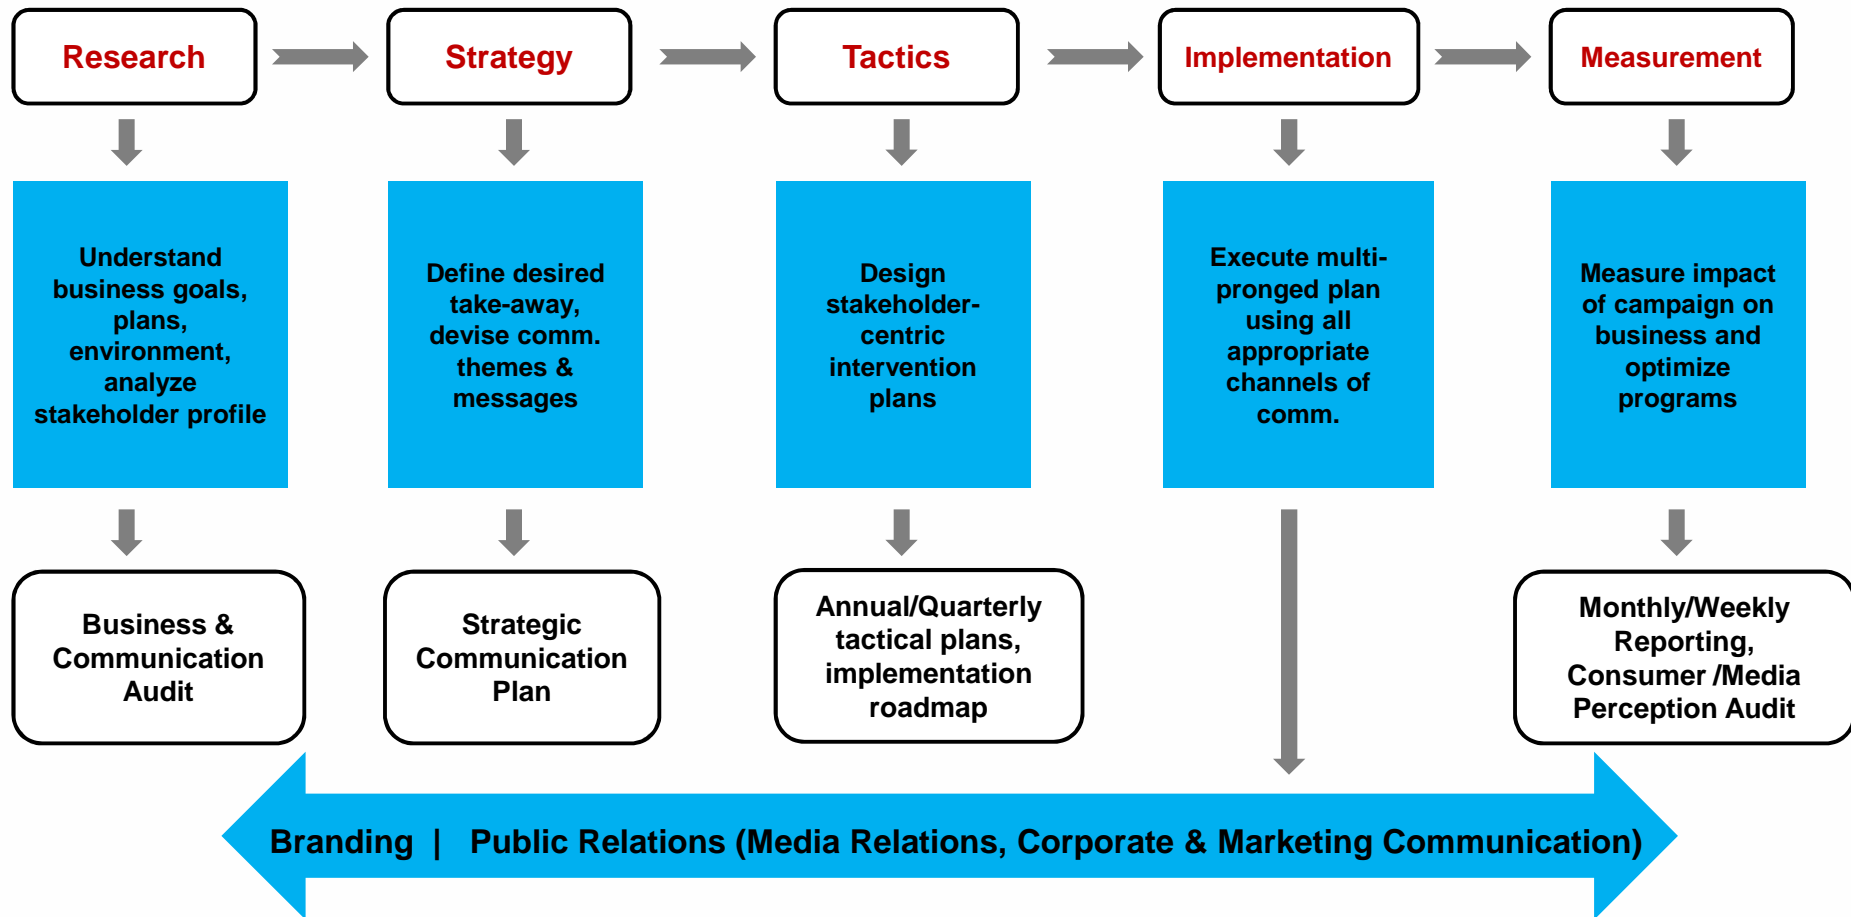 Research
Strategy
Tactics
Implementation
Measurement
Understand
business goals,
plans,
environment,
analyze
stakeholder profile
Define desired
take-away,
devise comm.
themes &
messages
Design
stakeholder-
centric
intervention
plans
Execute multi-
pronged plan
using all
appropriate
channels of
comm.
Measure impact
of campaign on
business and
optimize
programs
Business &
Communication
Audit
Strategic
Communication
Plan
Annual/Quarterly
tactical plans,
implementation
roadmap
Monthly/Weekly
Reporting,
Consumer /Media
Perception Audit
Branding | Public Relations (Media Relations, Corporate & Marketing Communication)